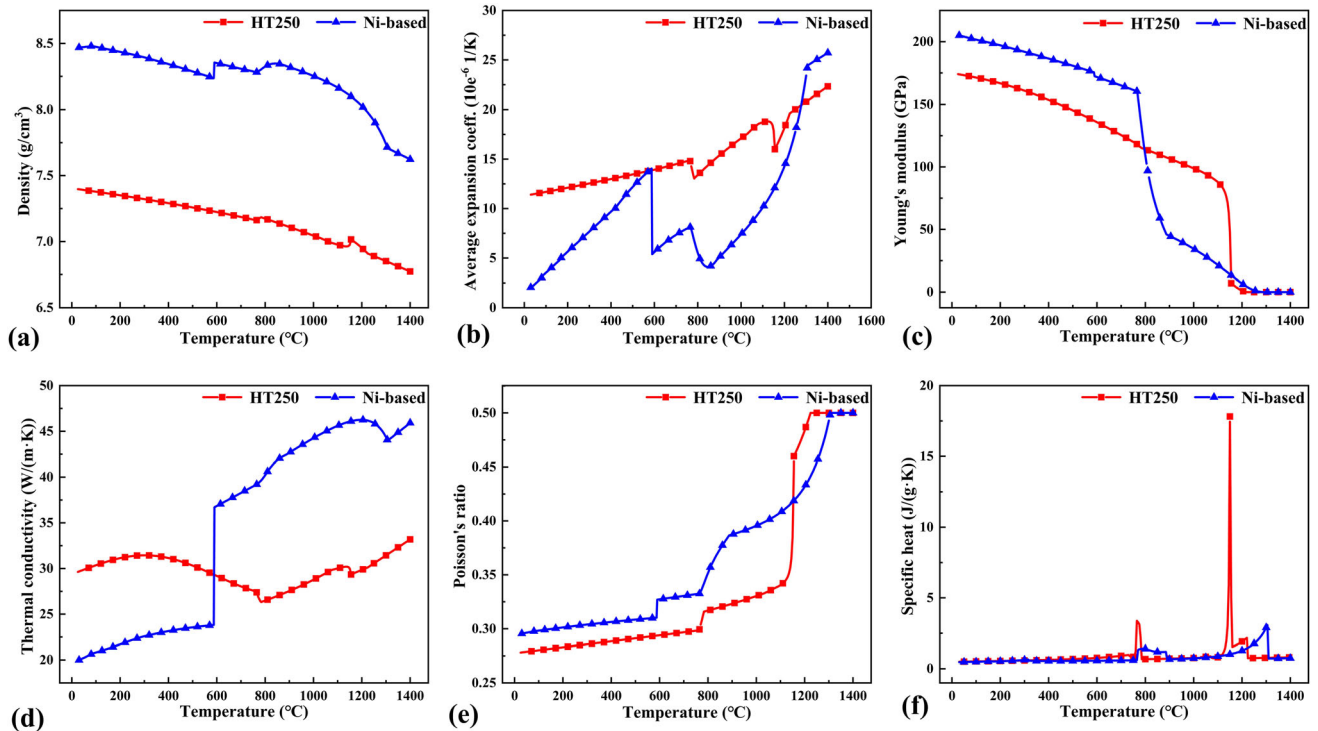 HT250 Ni-based
8.5
8.0
7.5
7.0
6.5
0 200 400 600 800 1000 1200 1400
Density (g/cm³)
Temperature (℃)
(a)
HT250 Ni-based
30
25
20
15
10
5
0
0 200 400 600 800 1000 1200 1400 1600
Average expansion coeff. (10e⁻⁶ 1/K)
Temperature (℃)
(b)
HT250 Ni-based
200
150
100
50
0
0 200 400 600 800 1000 1200 1400
Young's modulus (GPa)
Temperature (℃)
(c)
HT250 Ni-based
50
45
40
35
30
25
20
0 200 400 600 800 1000 1200 1400
Thermal conductivity (W/(m·K)
Temperature (℃)
(d)
HT250 Ni-based
0.50
0.45
0.40
0.35
0.30
0.25
0 200 400 600 800 1000 1200 1400
Poisson's ratio
Temperature (℃)
(e)
HT250 Ni-based
20
15
10
5
0
0 200 400 600 800 1000 1200 1400
Specific heat (J/(g·K))
Temperature (℃)
(f)